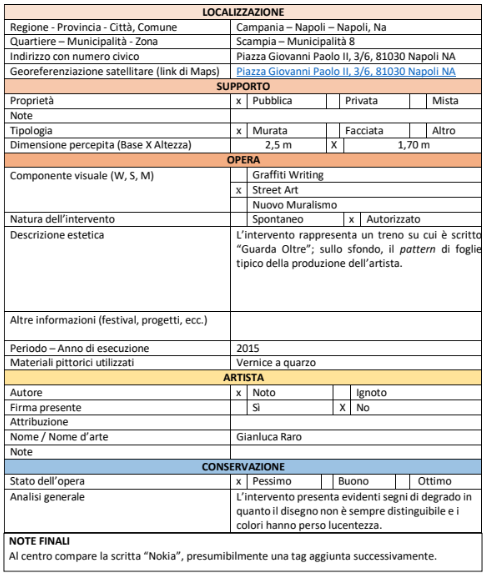 LOCALIZZAZIONE
Regione - Provincia - Città, Comune Campania – Napoli – Napoli, Na
Quartiere – Municipalità - Zona Scampia – Municipalità 8
Indirizzo con numero civico Piazza Giovanni Paolo II, 3/6, 81030 Napoli NA
Georeferenziazione satellitare (link di Maps) Piazza Giovanni Paolo II, 3/6, 81030 Napoli NA
SUPPORTO
Proprietà x Pubblica Privata Mista
Note
Tipologia x Murata Facciata Altro
Dimensione percepita (Base X Altezza) 2,5 m X 1,70 m
OPERA
Componente visuale (W, S, M) Graffiti Writing
x Street Art
Nuovo Muralismo
Natura dell’intervento Spontaneo x Autorizzato
Descrizione estetica L’intervento rappresenta un treno su cui è scritto
“Guarda Oltre”; sullo sfondo, il pattern di foglie
tipico della produzione dell’artista.
Altre informazioni (festival, progetti, ecc.)
Periodo – Anno di esecuzione 2015
Materiali pittorici utilizzati Vernice a quarzo
ARTISTA
Autore x Noto Ignoto
Firma presente Sì X No
Attribuzione
Nome / Nome d’arte Gianluca Raro
Note
CONSERVAZIONE
Stato dell’opera x Pessimo Buono Ottimo
Analisi generale L’intervento presenta evidenti segni di degrado in
quanto il disegno non è sempre distinguibile e i
colori hanno perso lucentezza.
NOTE FINALI
Al centro compare la scritta “Nokia”, presumibilmente una tag aggiunta successivamente.